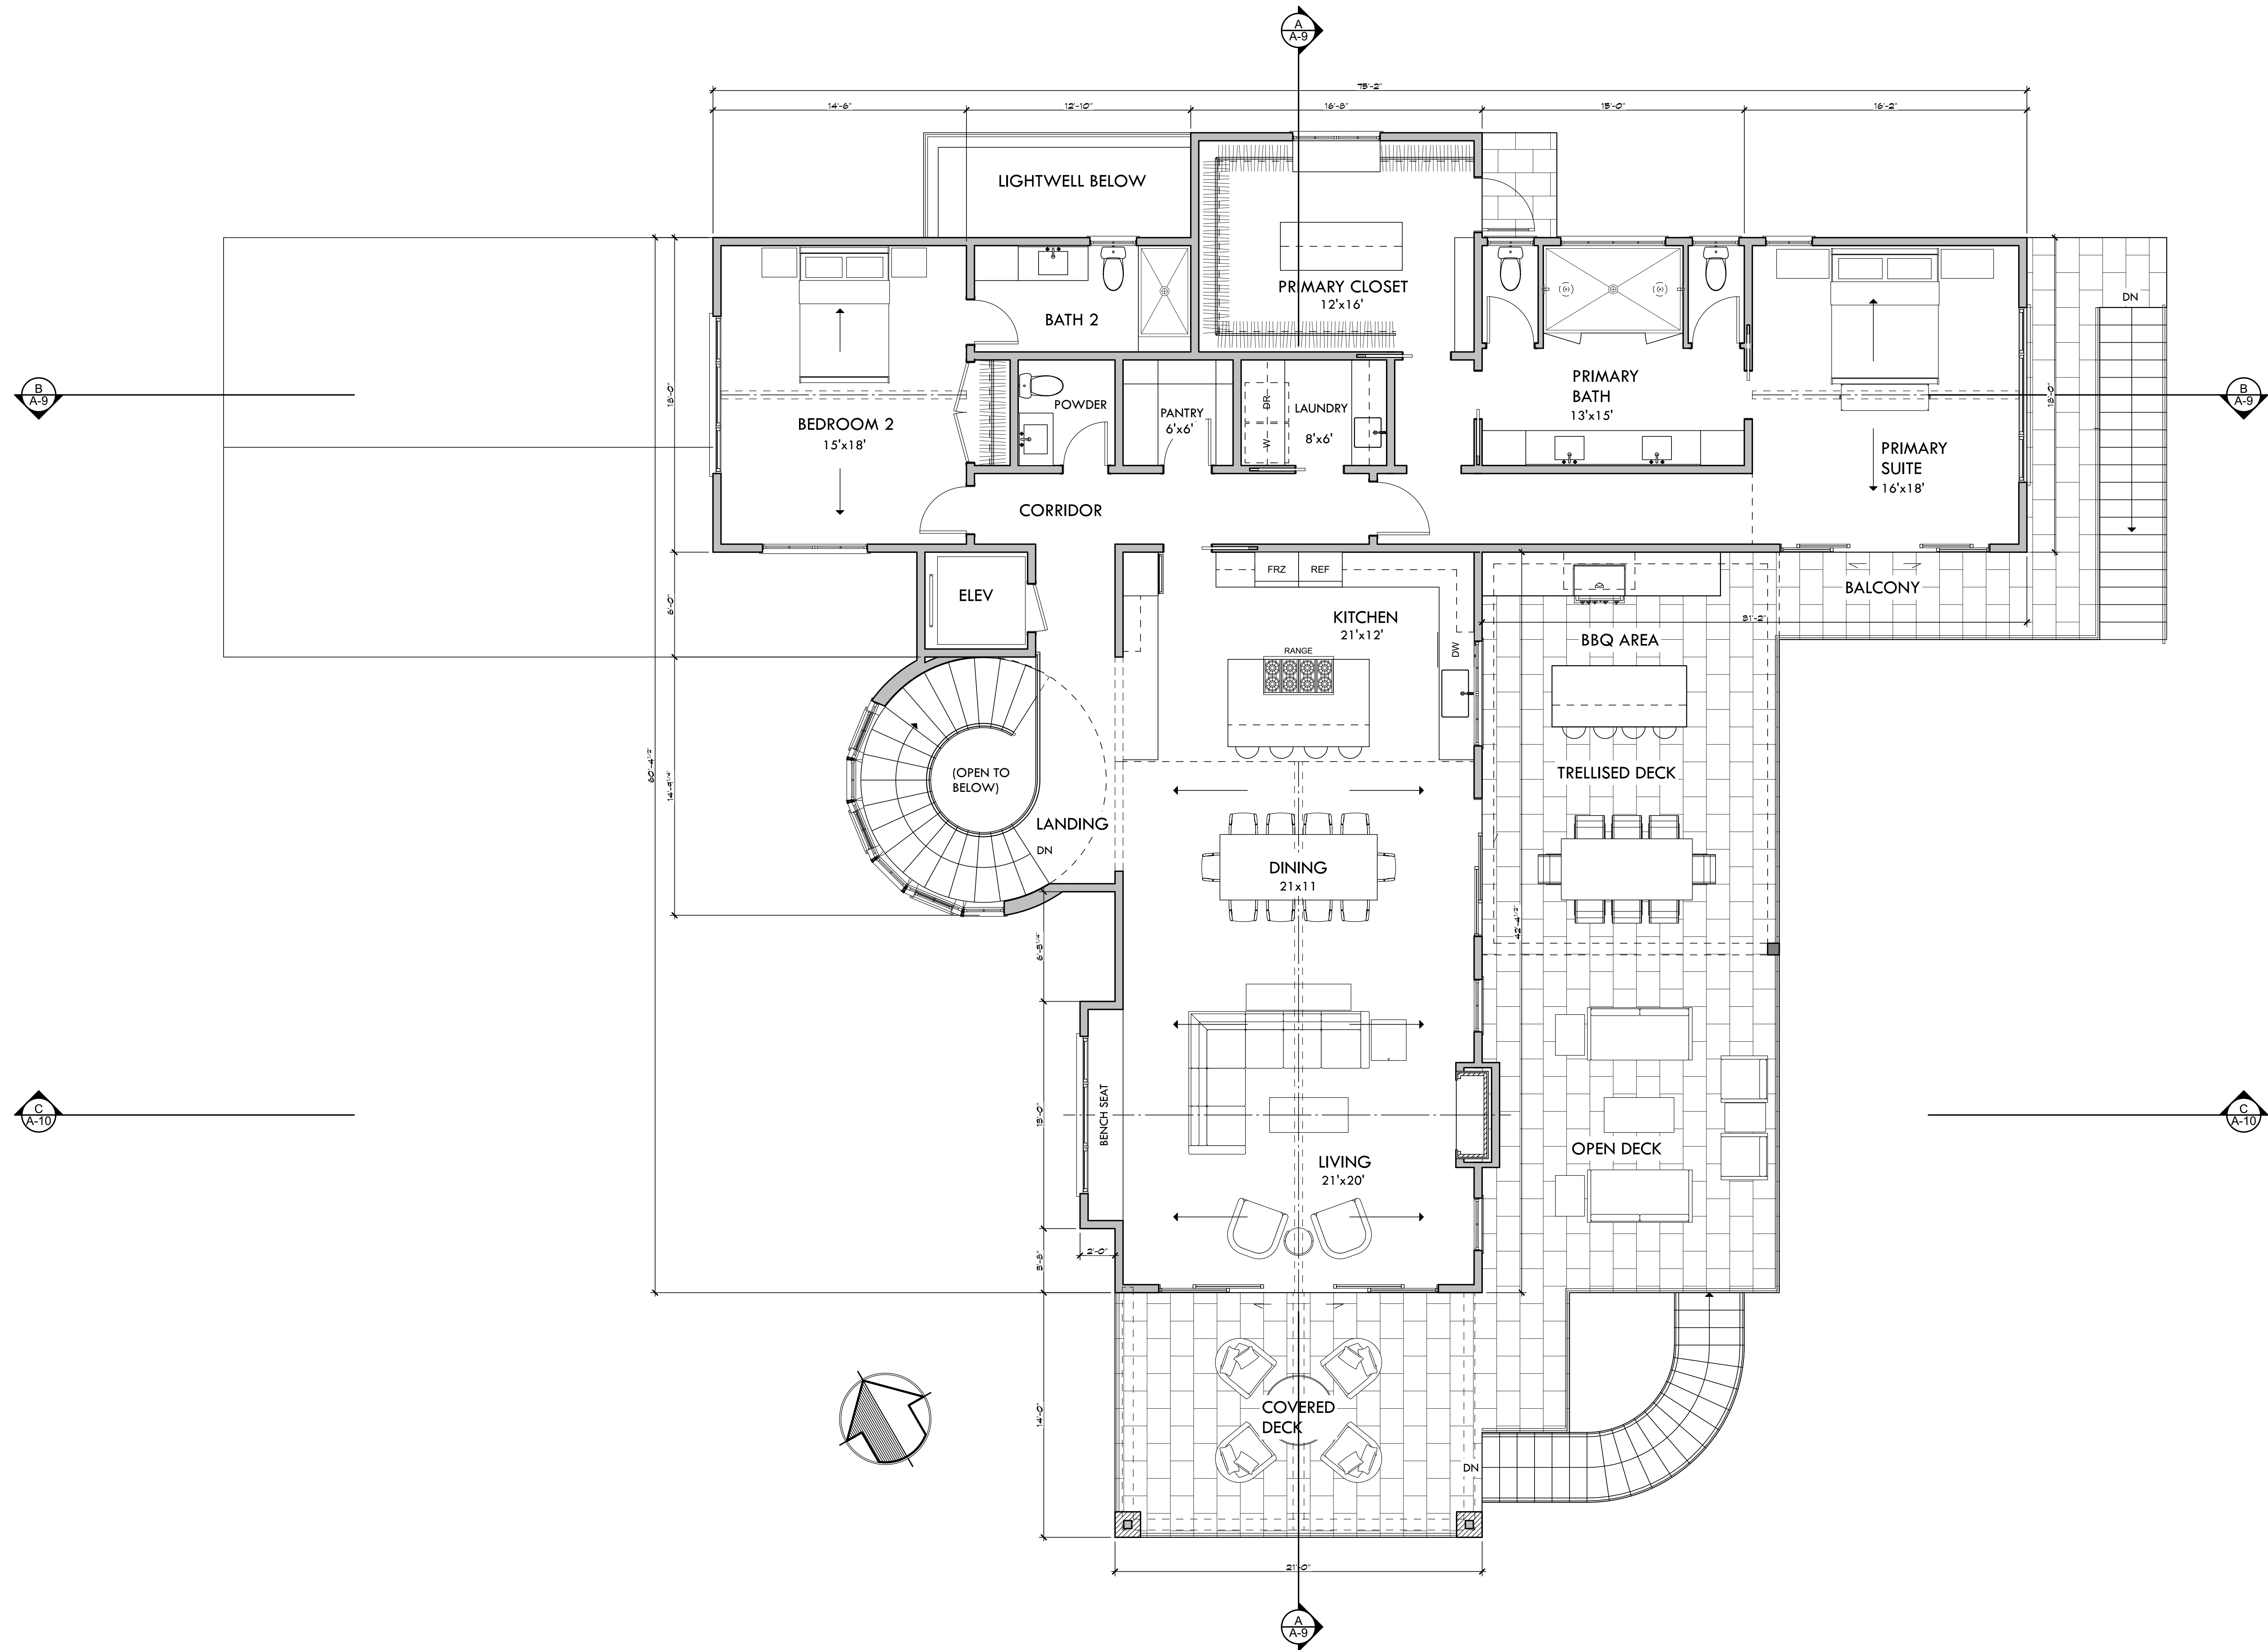 A
A-9
75'-2"
14'-6"
12'-10"
16'-8"
15'-0"
16'-2"
LIGHTWELL BELOW
PRIMARY CLOSET
12'x16'
DN
BATH 2
B
A-9
B
A-9
18'-0"
18'-0"
BEDROOM 2
15'x18'
POWDER
PANTRY
6'x6'
DR
W
LAUNDRY
8'x6'
PRIMARY
BATH
13'x15'
PRIMARY
SUITE
16'x18'
CORRIDOR
ELEV
6'-0"
FRZ
REF
KITCHEN
21'x12'
RANGE
DW
BALCONY
31'-2"
BBQ AREA
60'-4 1/2"
14'-9 1/4"
(OPEN TO
BELOW)
LANDING
DN
TRELLISED DECK
DINING
21x11
42'-4 1/2"
6'-8 1/4"
C
A-10
C
A-10
13'-0"
BENCH SEAT
LIVING
21'x20'
OPEN DECK
2'-0"
3'-8"
14'-0"
COVERED
DECK
DN
21'-0"
A
A-9